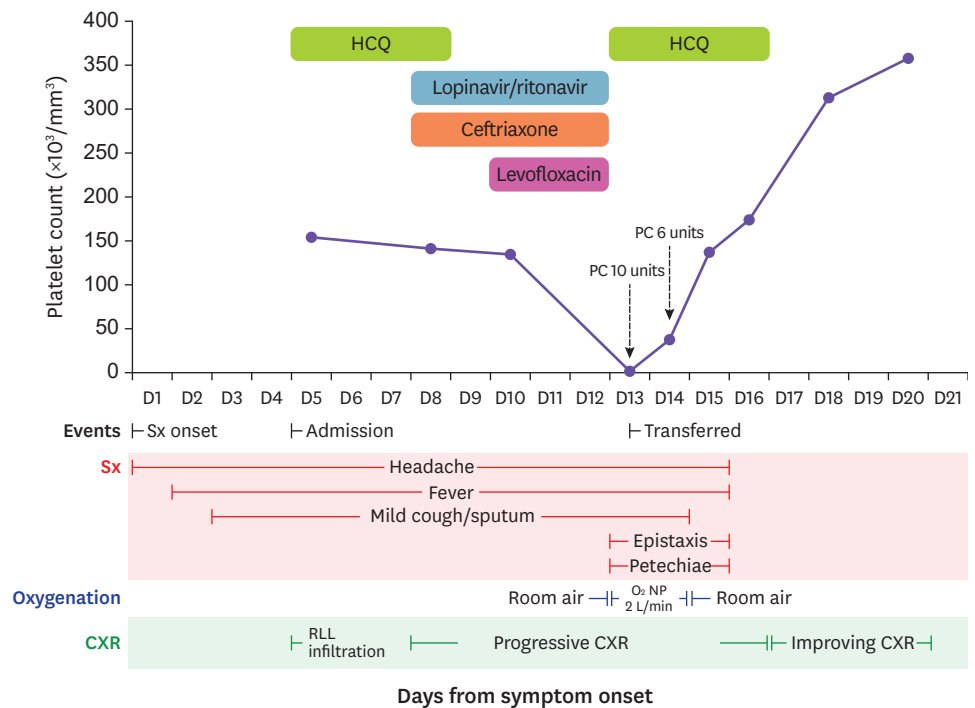 Platelet count (×10³/mm³)
400
350
300
250
200
150
100
50
0
HCQ
HCQ
Lopinavir/ritonavir
Ceftriaxone
Levofloxacin
PC 6 units
PC 10 units
D1 D2 D3 D4 D5 D6 D7 D8 D9 D10 D11 D12 D13 D14 D15 D16 D17 D18 D19 D20 D21
Events Sx onset Admission Transferred
Sx Headache
Fever
Mild cough/sputum
Epistaxis
Petechiae
Oxygenation Room air O₂ NP 2 L/min Room air
CXR RLL infiltration Progressive CXR Improving CXR
Days from symptom onset